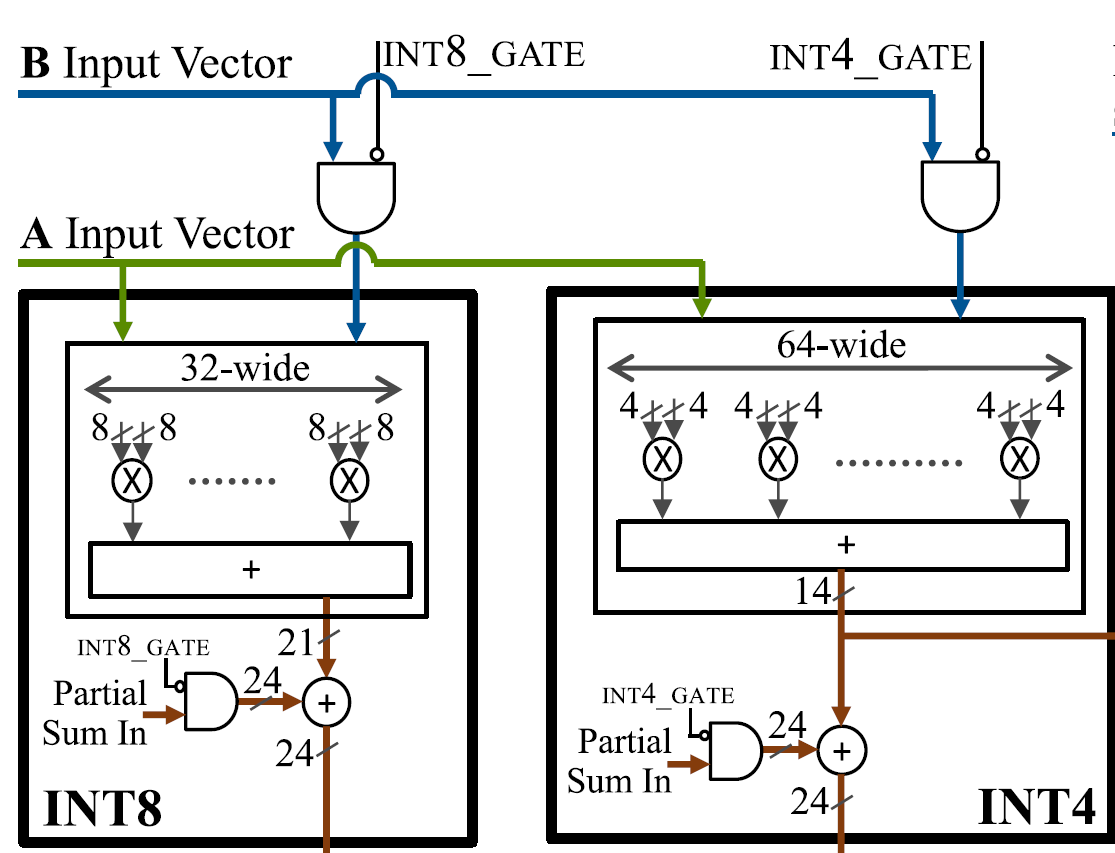 B Input Vector
INT8_GATE
INT4_GATE
A Input Vector
32-wide
8 8 8 8
X X
+
21
INT8_GATE
Partial
Sum In
24
+
24
INT8
64-wide
4 4 4 4 4 4
X X X
+
14
INT4_GATE
Partial
Sum In
24
+
24
INT4